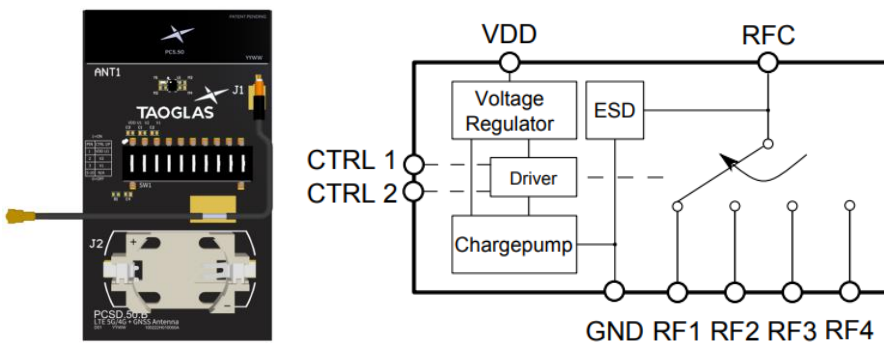 PATENT PENDING
PCS.50
YYWW
ANT1
J1
TAOGLAS
SW1
J2
+
-
PCSD.50.B
LTE 5G/4G + GNSS Antenna
VDD
RFC
Voltage
Regulator
ESD
CTRL 1
CTRL 2
Driver
Chargepump
GND RF1 RF2 RF3 RF4